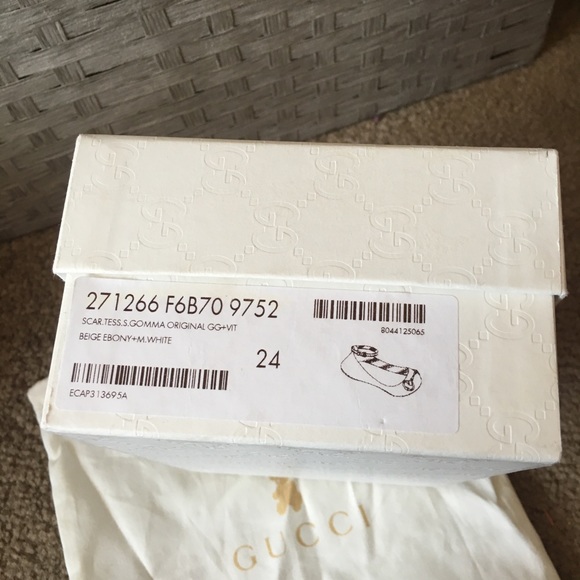 271266 F6B70 9752
SCAR.TESS.S.GOMMA ORIGINAL GG+VIT
BEIGE EBONY+M.WHITE
24
8044125065
ECAP313695A
GUCCI